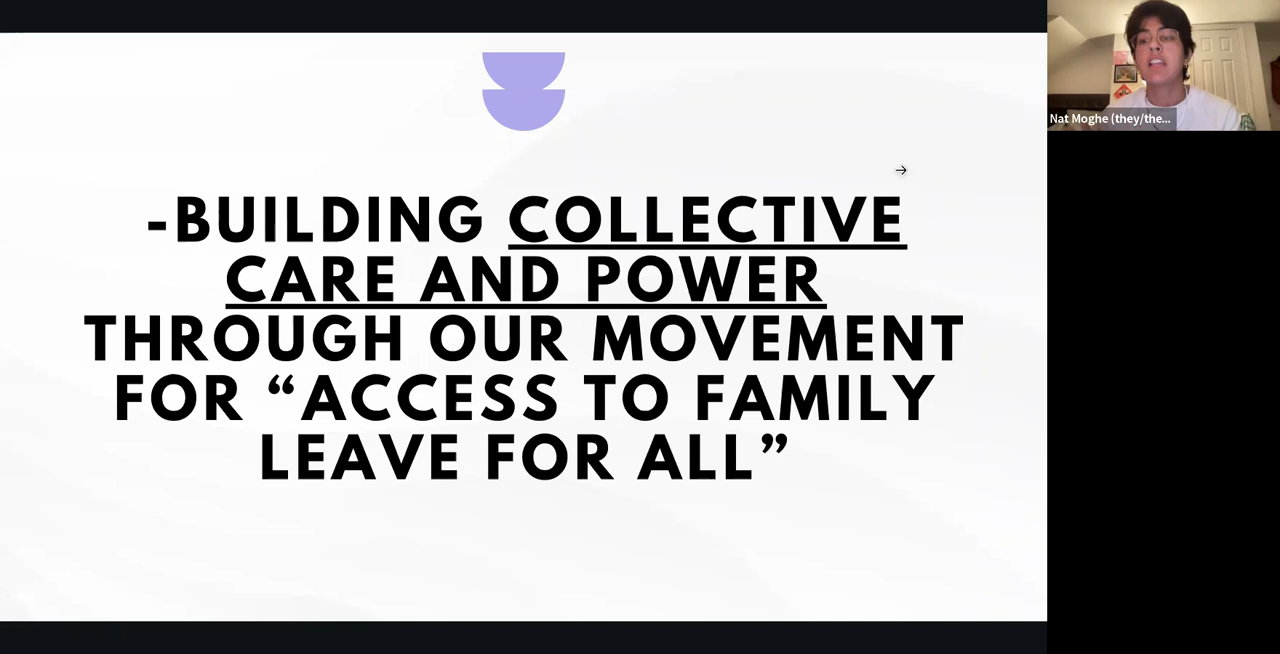 -BUILDING COLLECTIVE
CARE AND POWER
THROUGH OUR MOVEMENT
FOR “ACCESS TO FAMILY
LEAVE FOR ALL”
Nat Moghe (they/the...